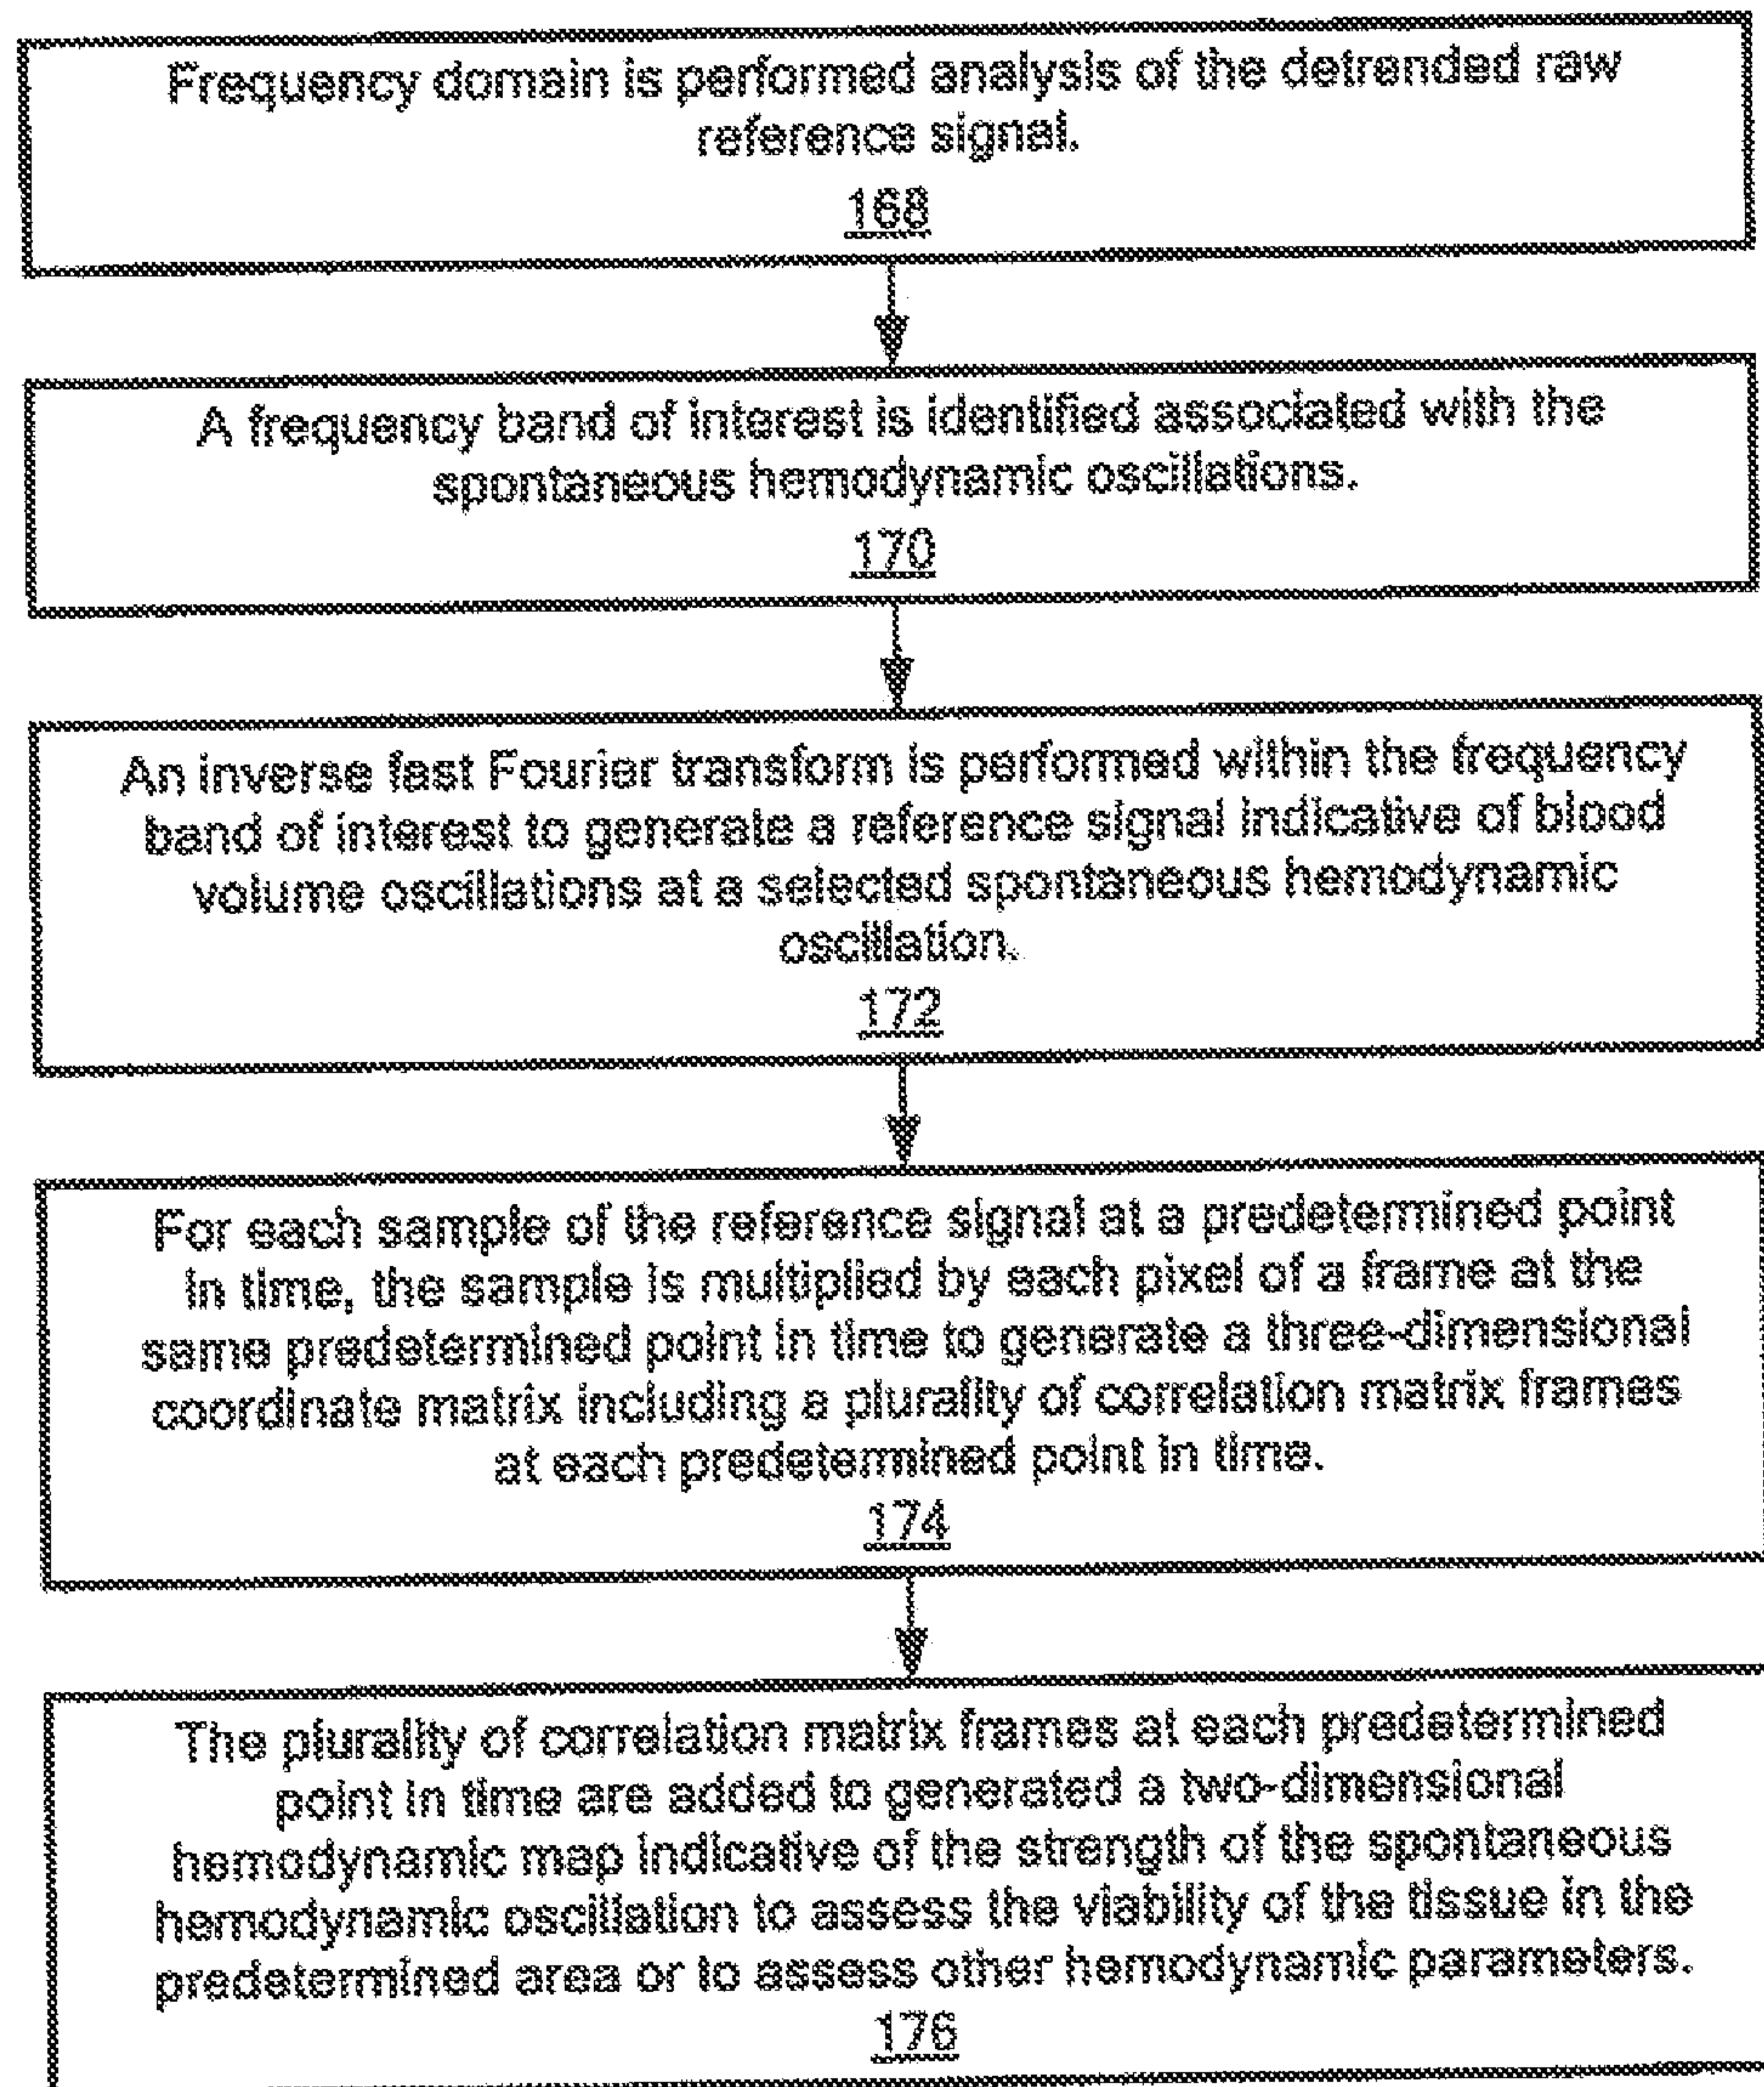 Frequency domain is performed analysis of the detrended raw
reference signal.
168
A frequency band of interest is identified associated with the
spontaneous hemodynamic oscillations.
170
An inverse fast Fourier transform is performed within the frequency
band of interest to generate a reference signal indicative of blood
volume oscillations at a selected spontaneous hemodynamic
oscillation.
172
For each sample of the reference signal at a predetermined point
in time, the sample is multiplied by each pixel of a frame at the
same predetermined point in time to generate a three-dimensional
coordinate matrix including a plurality of correlation matrix frames
at each predetermined point in time.
174
The plurality of correlation matrix frames at each predetermined
point in time are added to generated a two-dimensional
hemodynamic map indicative of the strength of the spontaneous
hemodynamic oscillation to assess the viability of the tissue in the
predetermined area or to assess other hemodynamic parameters.
176